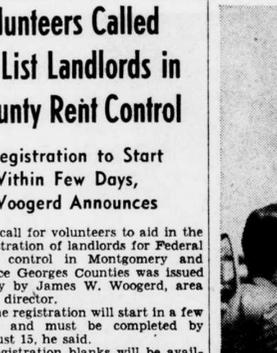 lunteers Called
List Landlords in
unty Rent Control
egistration to Start
Within Few Days,
Woogerd Announces
call for volunteers to aid in the
tration of landlords for Federal
control in Montgomery and
ce Georges Counties was issued
y by James W. Woogerd, area
director.
he registration will start in a few
and must be completed by
ust 15, he said.
gistration blanks will be avail-